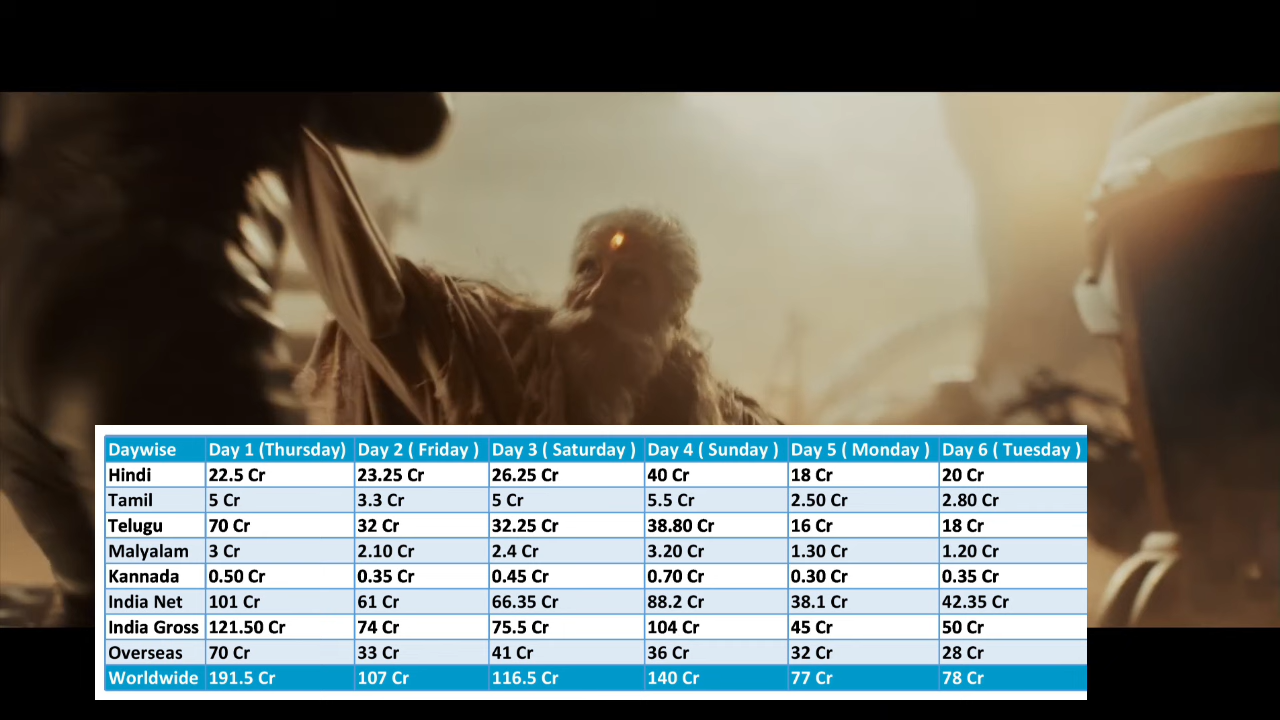 Daywise Day 1 (Thursday) Day 2 ( Friday ) Day 3 ( Saturday ) Day 4 ( Sunday ) Day 5 ( Monday ) Day 6 ( Tuesday )
Hindi 22.5 Cr 23.25 Cr 26.25 Cr 40 Cr 18 Cr 20 Cr
Tamil 5 Cr 3.3 Cr 5 Cr 5.5 Cr 2.50 Cr 2.80 Cr
Telugu 70 Cr 32 Cr 32.25 Cr 38.80 Cr 16 Cr 18 Cr
Malyalam 3 Cr 2.10 Cr 2.4 Cr 3.20 Cr 1.30 Cr 1.20 Cr
Kannada 0.50 Cr 0.35 Cr 0.45 Cr 0.70 Cr 0.30 Cr 0.35 Cr
India Net 101 Cr 61 Cr 66.35 Cr 88.2 Cr 38.1 Cr 42.35 Cr
India Gross 121.50 Cr 74 Cr 75.5 Cr 104 Cr 45 Cr 50 Cr
Overseas 70 Cr 33 Cr 41 Cr 36 Cr 32 Cr 28 Cr
Worldwide 191.5 Cr 107 Cr 116.5 Cr 140 Cr 77 Cr 78 Cr